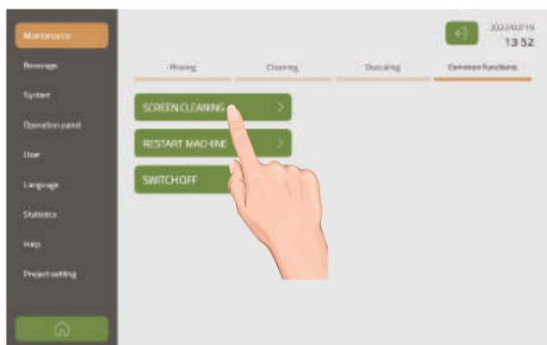 Maintenance
Beverage
System
Operation panel
User
Language
Statistics
Help
Project setting
2022/02/19
13 52
Rinsing
Cleaning
Descaling
Common functions
SCREEN CLEANING
RESTART MACHINE
SWITCH OFF